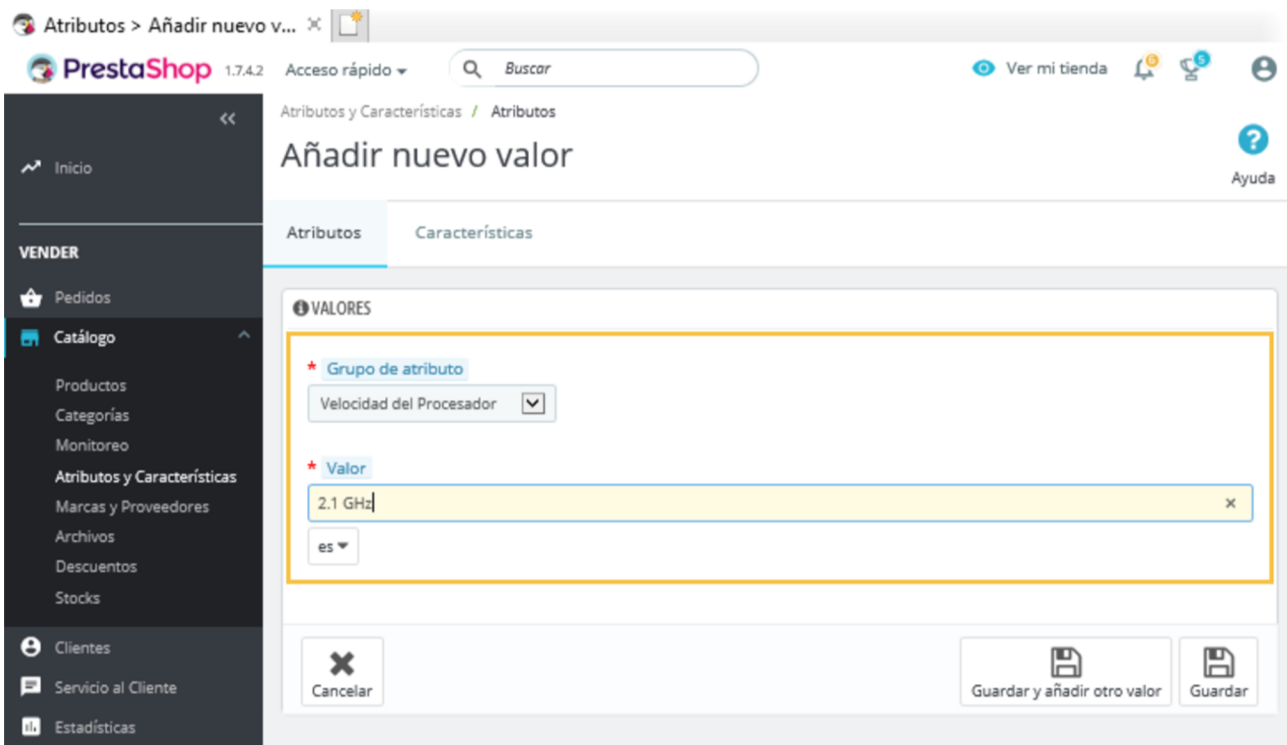 Atributos > Añadir nuevo v...
PrestaShop 1.7.4.2 Acceso rápido Buscar Ver mi tienda 6 5
Atributos y Características / Atributos
Añadir nuevo valor
Ayuda
Inicio
Atributos Características
VENDER
Pedidos
Catálogo
Productos
Categorías
Monitoreo
Atributos y Características
Marcas y Proveedores
Archivos
Descuentos
Stocks
Clientes
Servicio al Cliente
Estadísticas
VALORES
* Grupo de atributo
Velocidad del Procesador
* Valor
2.1 GHz
es
Cancelar
Guardar y añadir otro valor
Guardar